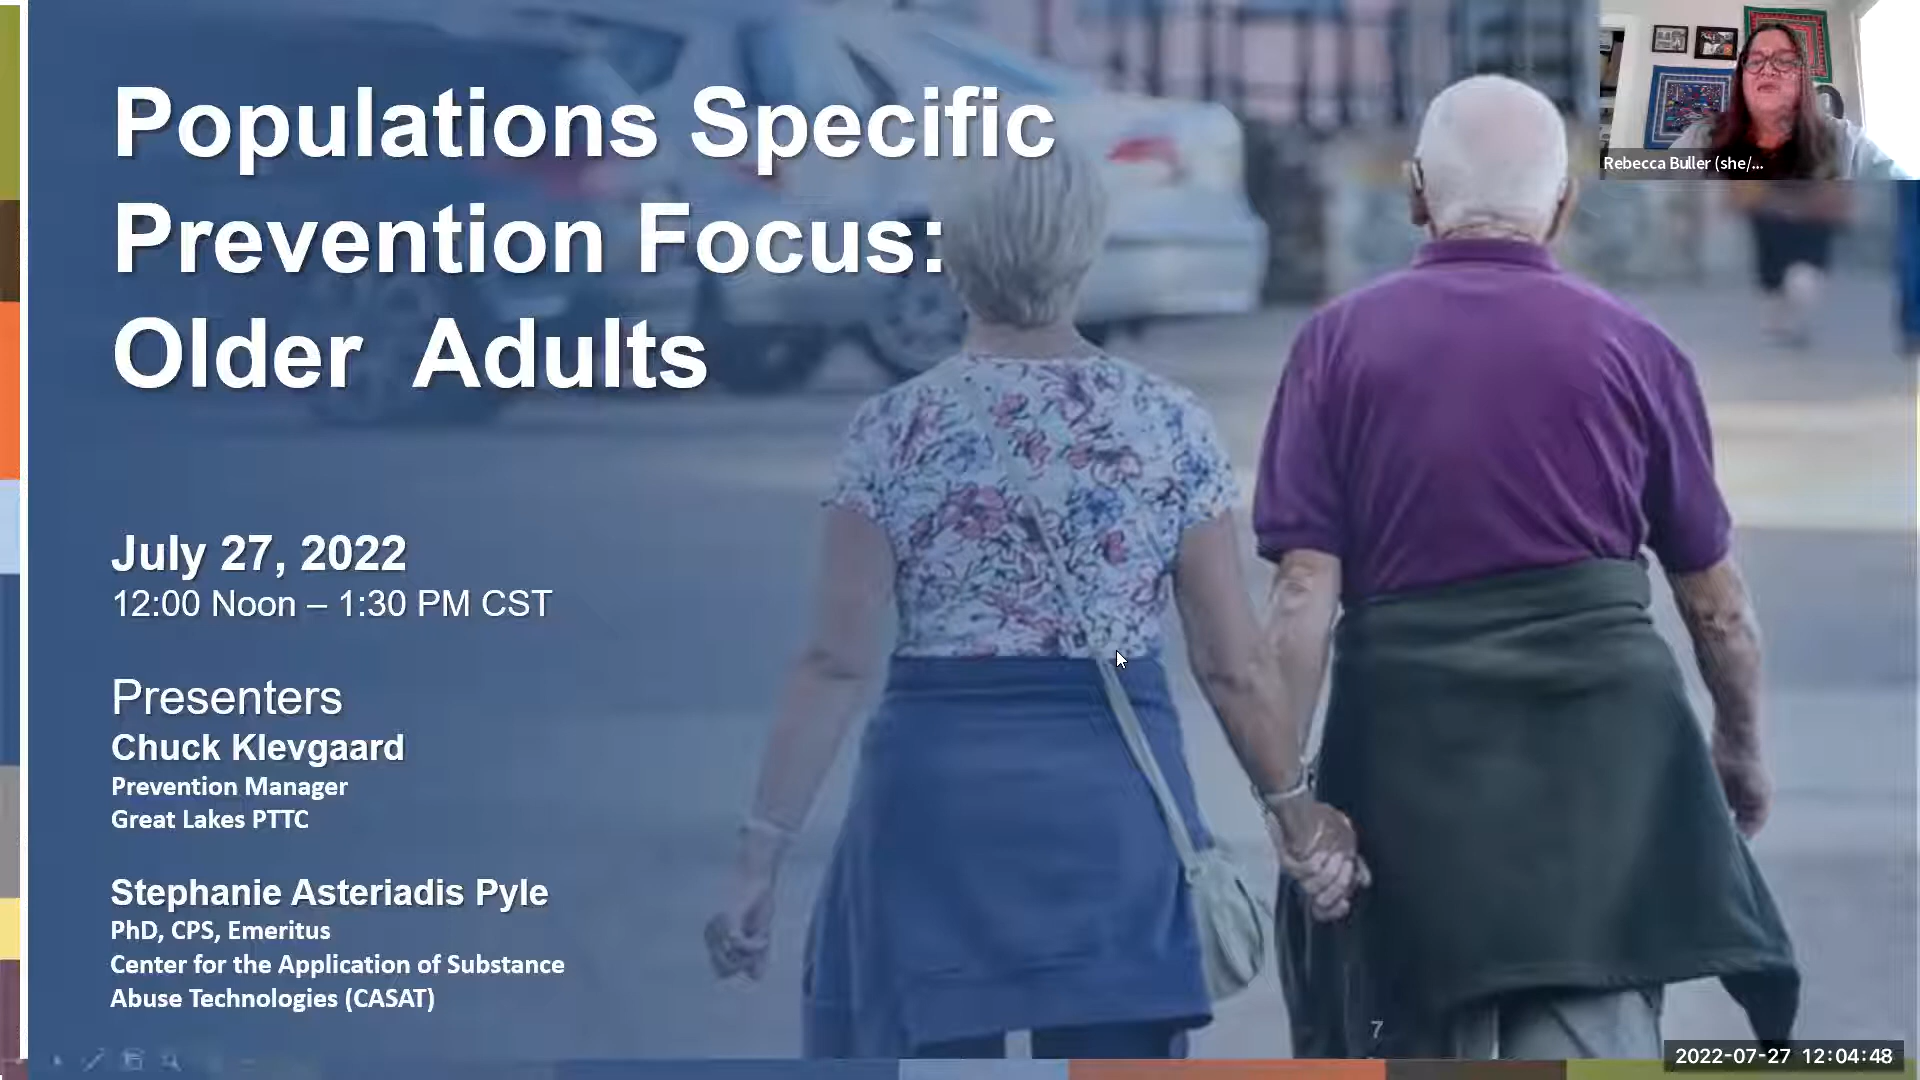 Populations Specific
Prevention Focus:
Older Adults
July 27, 2022
12:00 Noon – 1:30 PM CST
Presenters
Chuck Klevgaard
Prevention Manager
Great Lakes PTTC
Stephanie Asteriadis Pyle
PhD, CPS, Emeritus
Center for the Application of Substance
Abuse Technologies (CASAT)
Rebecca Buller (she/...
7
2022-07-27 12:04:48